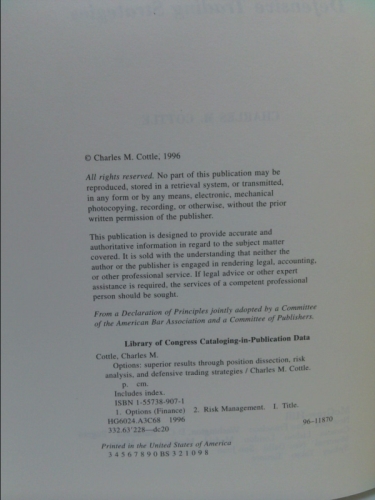 © Charles M. Cottle, 1996
All rights reserved. No part of this publication may be
reproduced, stored in a retrieval system, or transmitted,
in any form or by any means, electronic, mechanical
photocopying, recording, or otherwise, without the prior
written permission of the publisher.
This publication is designed to provide accurate and
authoritative information in regard to the subject matter
covered. It is sold with the understanding that neither the
author or the publisher is engaged in rendering legal, accounting,
or other professional service. If legal advice or other expert
assistance is required, the services of a competent professional
person should be sought.
From a Declaration of Principles jointly adopted by a Committee
of the American Bar Association and a Committee of Publishers.
Library of Congress Cataloging-in-Publication Data
Cottle, Charles M.
Options: superior results through position dissection, risk
analysis, and defensive trading strategies / Charles M. Cottle.
p. cm.
Includes index.
ISBN 1-55738-907-1
1. Options (Finance) 2. Risk Management. I. Title.
HG6024.A3C68 1996
332.63'228—dc20 96-11870
Printed in the United States of America
3 4 5 6 7 8 9 0 BS 3 2 1 0 9 8